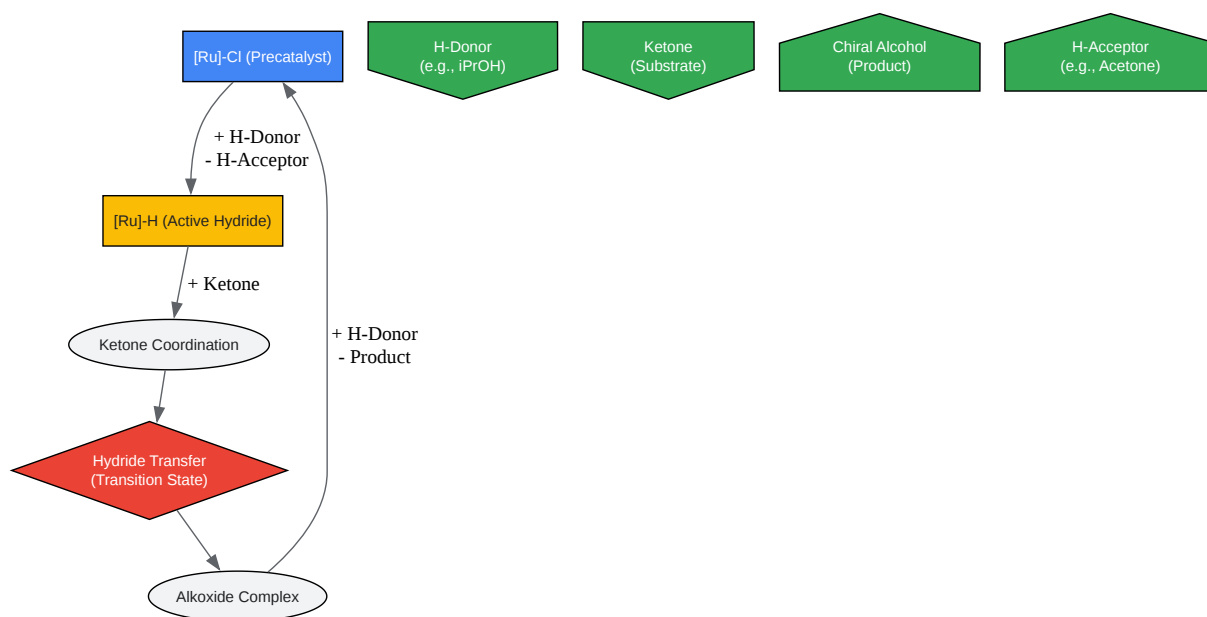 [Ru]-Cl (Precatalyst)
H-Donor
(e.g., iPrOH)
Ketone
(Substrate)
Chiral Alcohol
(Product)
H-Acceptor
(e.g., Acetone)
+ H-Donor
- H-Acceptor
[Ru]-H (Active Hydride)
+ Ketone
Ketone Coordination
+ H-Donor
- Product
Hydride Transfer
(Transition State)
Alkoxide Complex